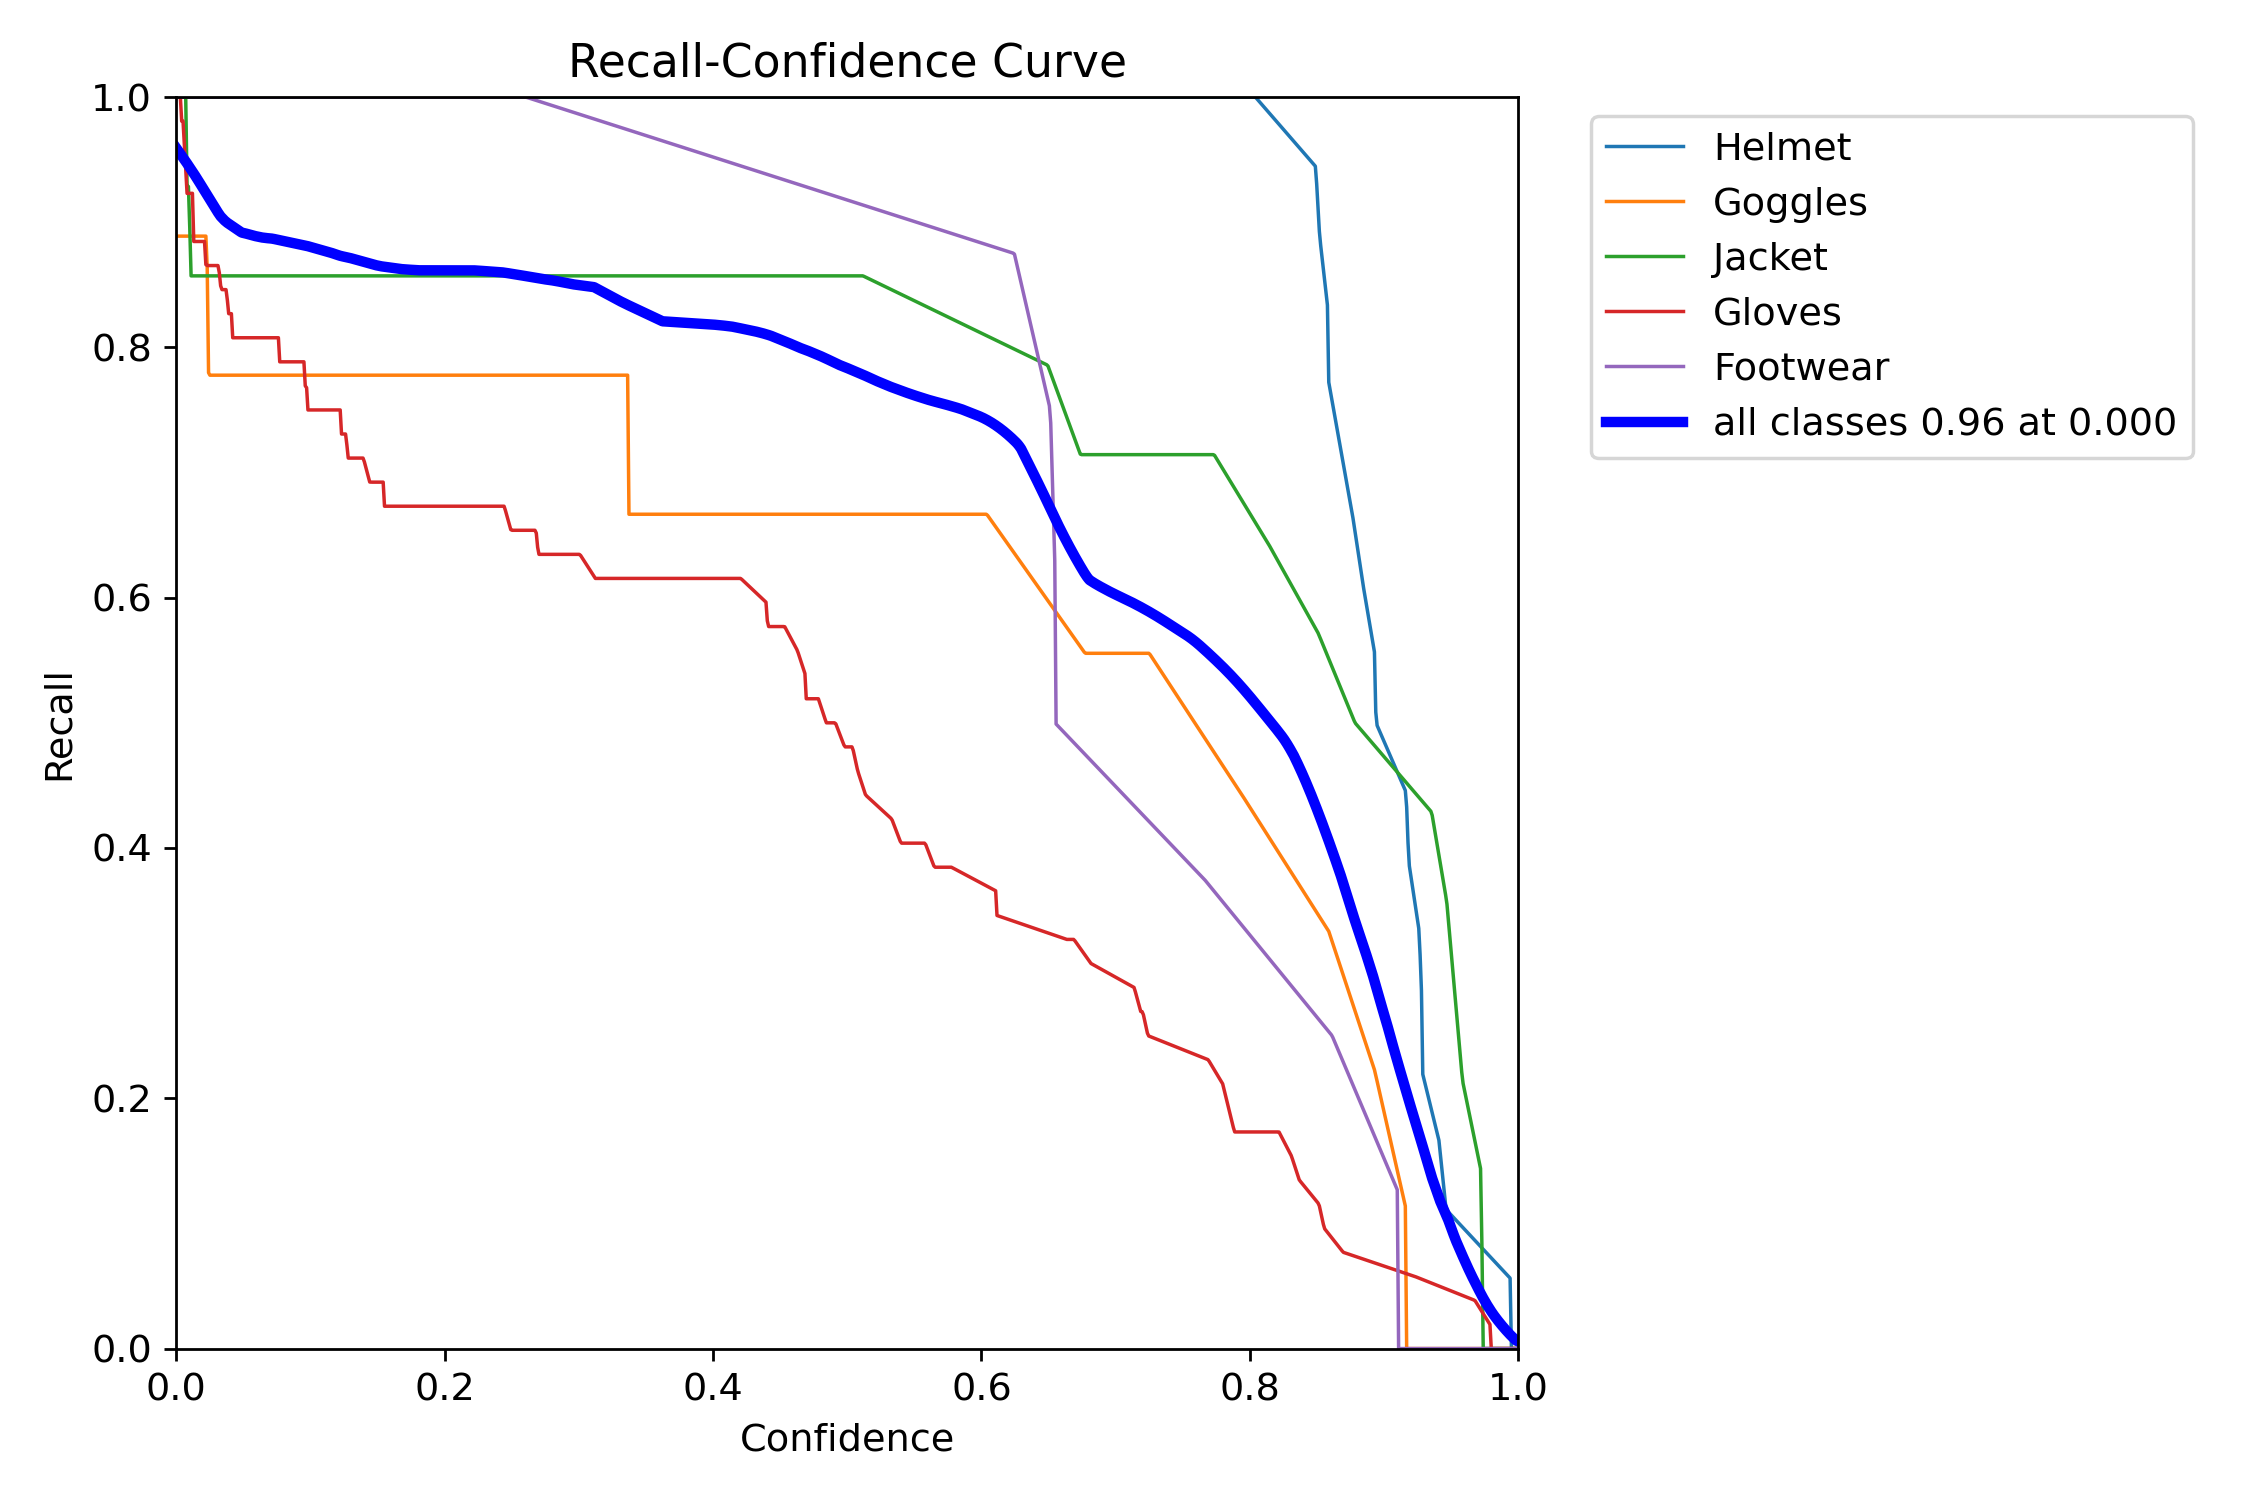 Recall-Confidence Curve
1.0
0.8
0.6
0.4
0.2
0.0
Recall
0.0 0.2 0.4 0.6 0.8 1.0
Confidence
Helmet
Goggles
Jacket
Gloves
Footwear
all classes 0.96 at 0.000